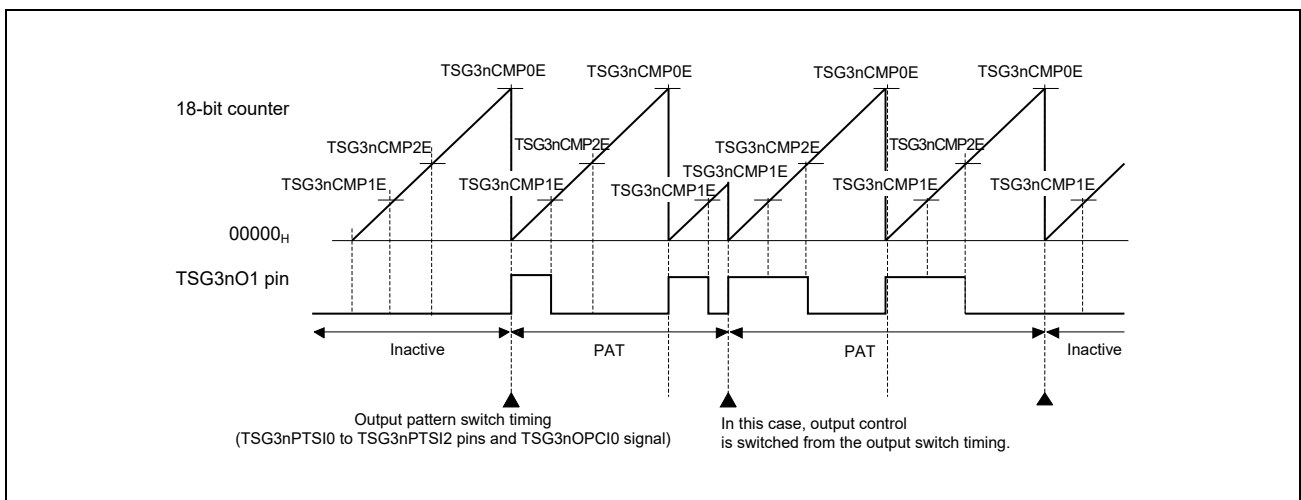 TSG3nCMP0E TSG3nCMP0E TSG3nCMP0E TSG3nCMP0E
18-bit counter
TSG3nCMP2E TSG3nCMP2E TSG3nCMP2E TSG3nCMP2E
TSG3nCMP1E TSG3nCMP1E TSG3nCMP1E TSG3nCMP1E TSG3nCMP1E TSG3nCMP1E
00000H
TSG3nO1 pin
Inactive PAT PAT Inactive
Output pattern switch timing
(TSG3nPTSI0 to TSG3nPTSI2 pins and TSG3nOPCI0 signal)
In this case, output control
is switched from the output switch timing.